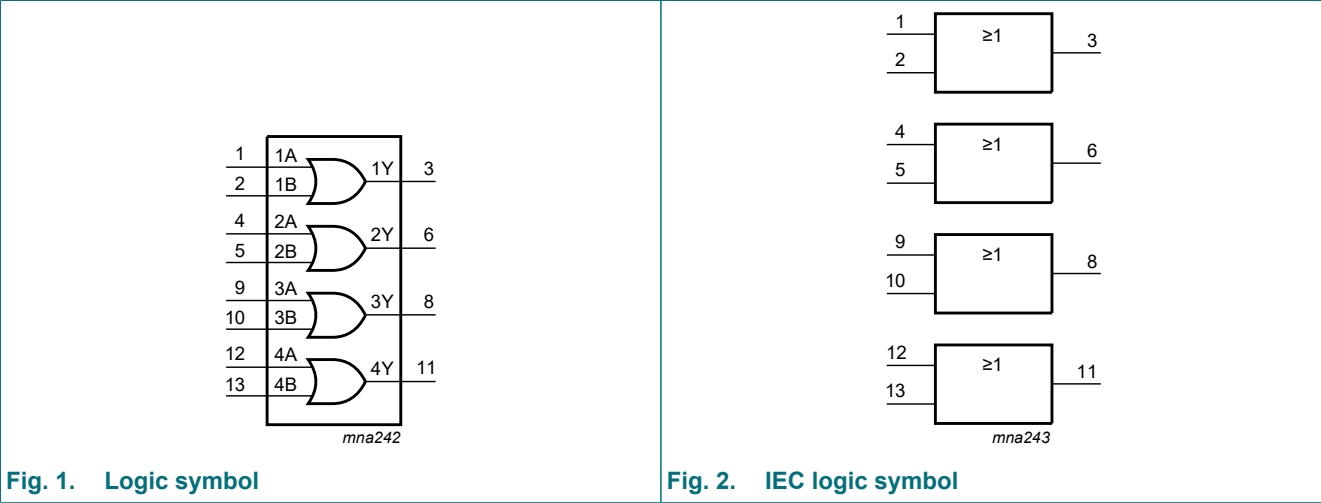 1 1A 1Y 3
2 1B
4 2A 2Y 6
5 2B
9 3A 3Y 8
10 3B
12 4A 4Y 11
13 4B
mna242
Fig. 1. Logic symbol
1 ≥1 3
2
4 ≥1 6
5
9 ≥1 8
10
12 ≥1 11
13
mna243
Fig. 2. IEC logic symbol